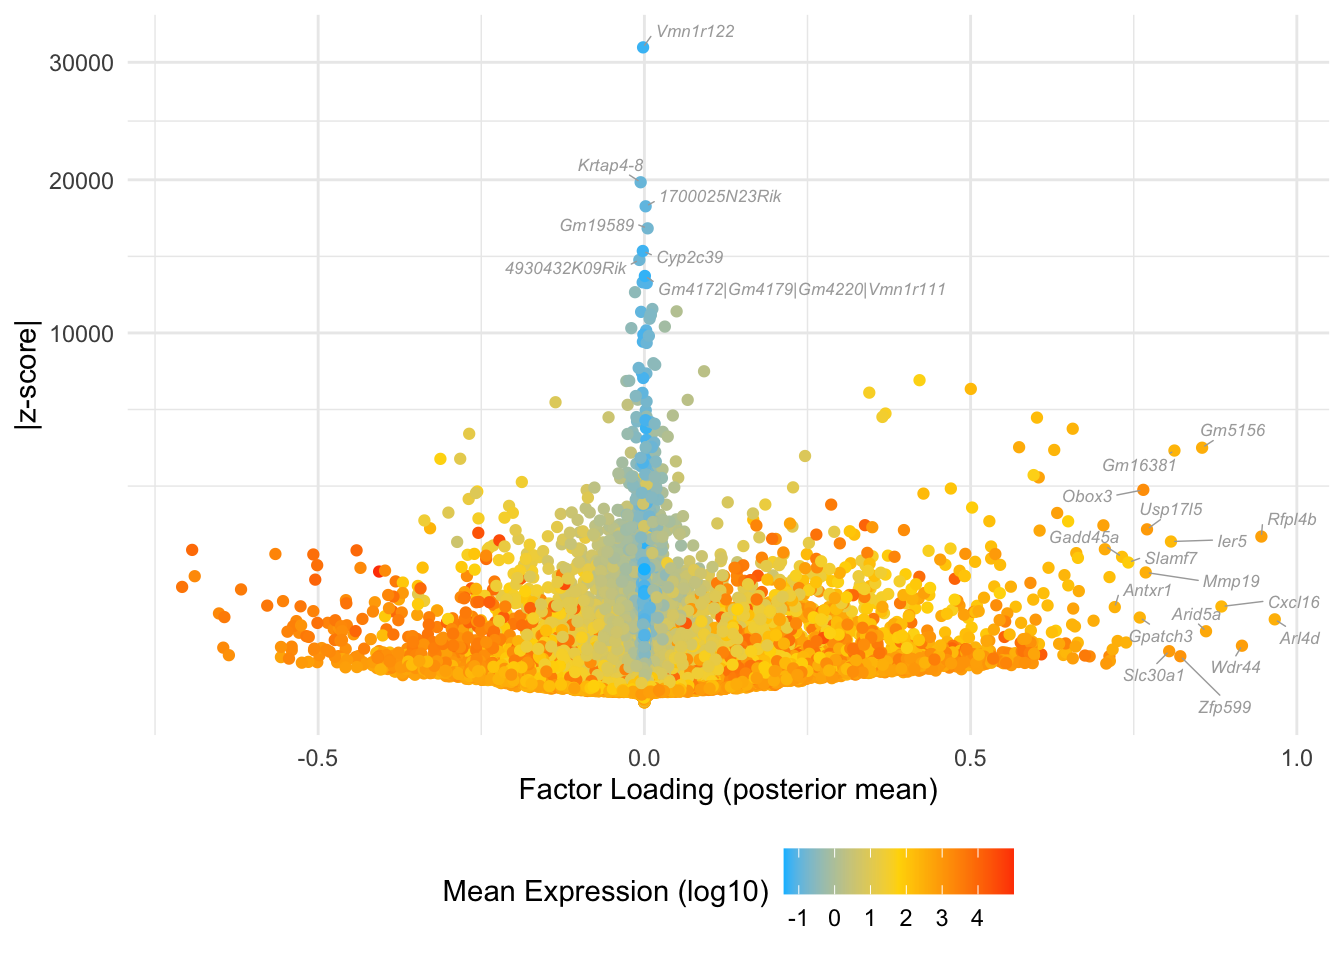 Vmn1r122
30000
Krtap4-8
20000
1700025N23Rik
Gm19589
Cyp2c39
4930432K09Rik
Gm4172|Gm4179|Gm4220|Vmn1r111
10000
|z-score|
Gm5156
Gm16381
Obox3
Usp17l5
Rfpl4b
Gadd45a
Ier5
Slamf7
Mmp19
Antxr1
Cxcl16
Arid5a
Gpatch3
Arl4d
Wdr44
Slc30a1
Zfp599
-0.5 0.0 0.5 1.0
Factor Loading (posterior mean)
Mean Expression (log10)
-1 0 1 2 3 4